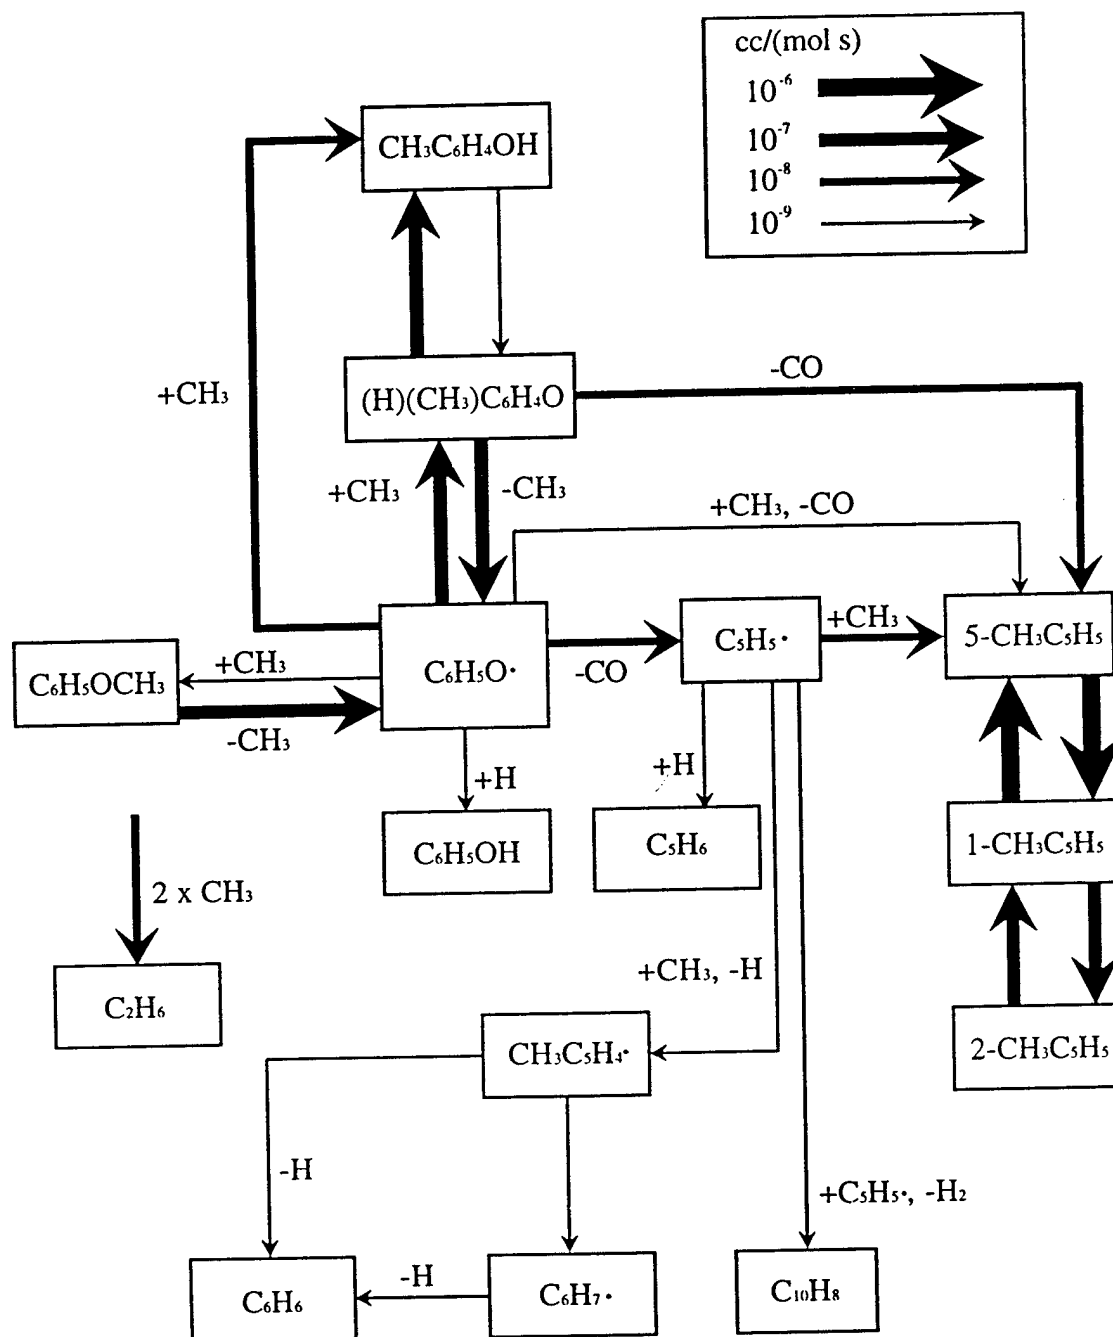 cc/(mol s)
10⁻⁶
10⁻⁷
10⁻⁸
10⁻⁹
CH₃C₆H₄OH
+CH₃
(H)(CH₃)C₆H₄O
-CO
+CH₃
-CH₃
+CH₃, -CO
C₆H₅OCH₃
+CH₃
-CH₃
C₆H₅O·
-CO
C₅H₅·
+CH₃
5-CH₃C₅H₅
+H
C₆H₅OH
+H
C₅H₆
1-CH₃C₅H₅
2 x CH₃
C₂H₆
+CH₃, -H
CH₃C₅H₄·
2-CH₃C₅H₅
-H
+C₅H₅·, -H₂
C₆H₆
-H
C₆H₇·
C₁₀H₈